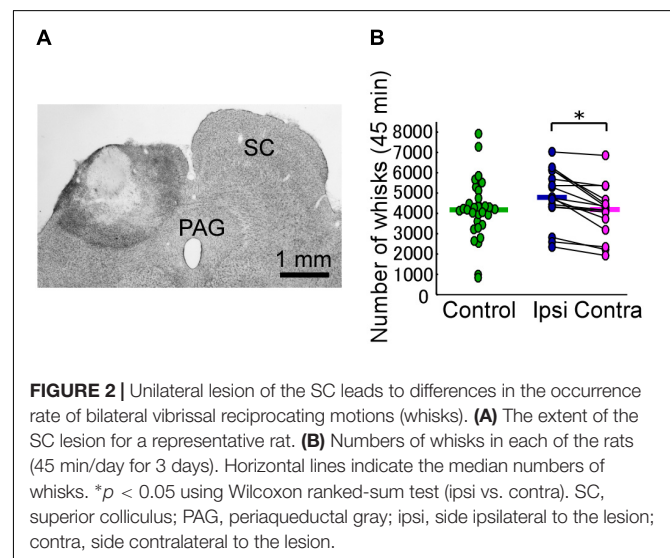 A
B
SC
PAG
1 mm
Number of whisks (45 min)
*
8000
7000
6000
5000
4000
3000
2000
1000
0
Control
Ipsi Contra
FIGURE 2 | Unilateral lesion of the SC leads to differences in the occurrence
rate of bilateral vibrissal reciprocating motions (whisks). (A) The extent of the
SC lesion for a representative rat. (B) Numbers of whisks in each of the rats
(45 min/day for 3 days). Horizontal lines indicate the median numbers of
whisks. *p < 0.05 using Wilcoxon ranked-sum test (ipsi vs. contra). SC,
superior colliculus; PAG, periaqueductal gray; ipsi, side ipsilateral to the lesion;
contra, side contralateral to the lesion.